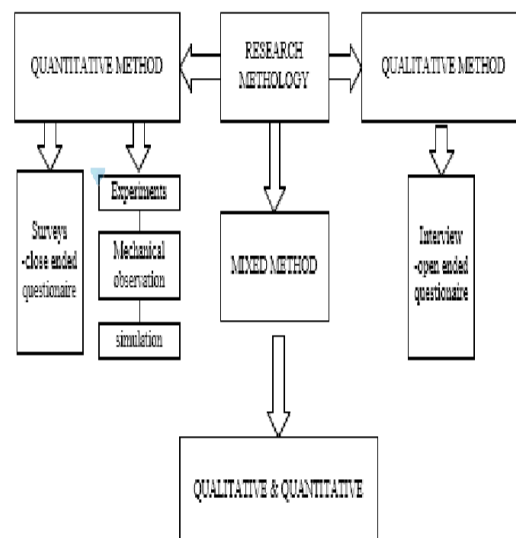 QUANTITATIVE METHOD
RESEARCH
METHOLOGY
QUALITATIVE METHOD
Surveys
-close ended
questionaire
Experiments
Mechanical
observation
simulation
MIXED METHOD
Interview
-open ended
questionaire
QUALITATIVE & QUANTITATIVE